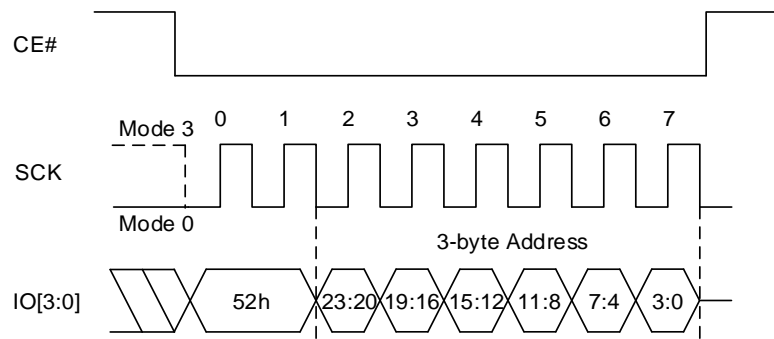 CE#
Mode 3 0 1 2 3 4 5 6 7
SCK
Mode 0
3-byte Address
IO[3:0] 52h 23:20 19:16 15:12 11:8 7:4 3:0